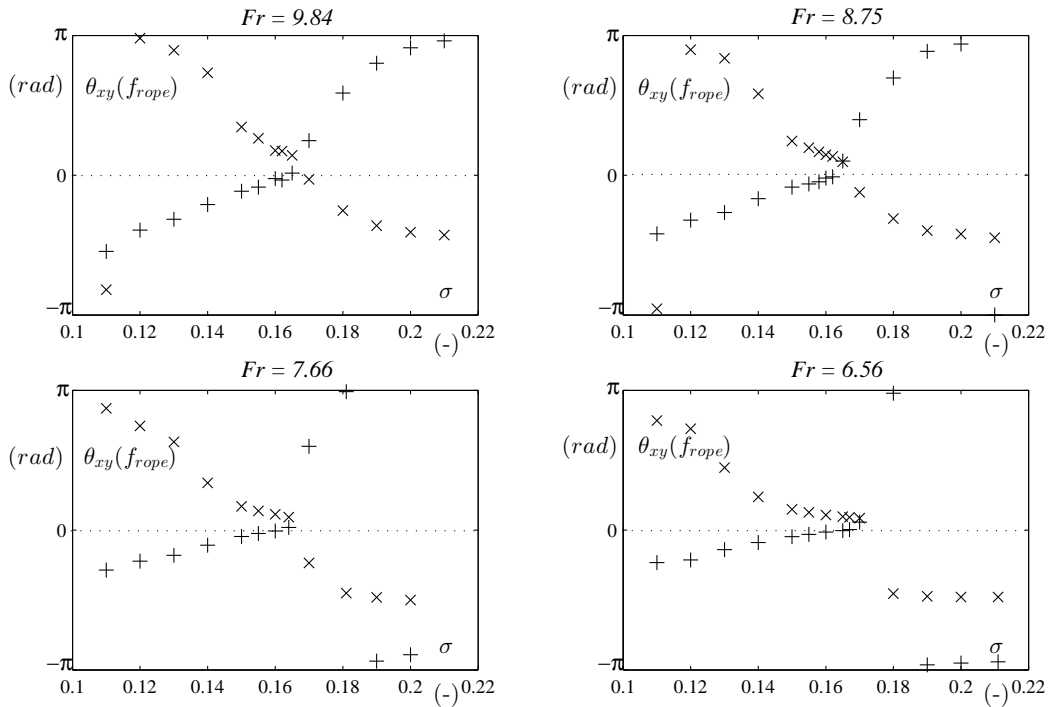 Fr = 9.84
π
(rad) θxy(frope)
0
−π
σ
0.1 0.12 0.14 0.16 0.18 0.2 0.22
(-)
Fr = 8.75
π
(rad) θxy(frope)
0
−π
σ
0.1 0.12 0.14 0.16 0.18 0.2 0.22
(-)
Fr = 7.66
π
(rad) θxy(frope)
0
−π
σ
0.1 0.12 0.14 0.16 0.18 0.2 0.22
(-)
Fr = 6.56
π
(rad) θxy(frope)
0
−π
σ
0.1 0.12 0.14 0.16 0.18 0.2 0.22
(-)